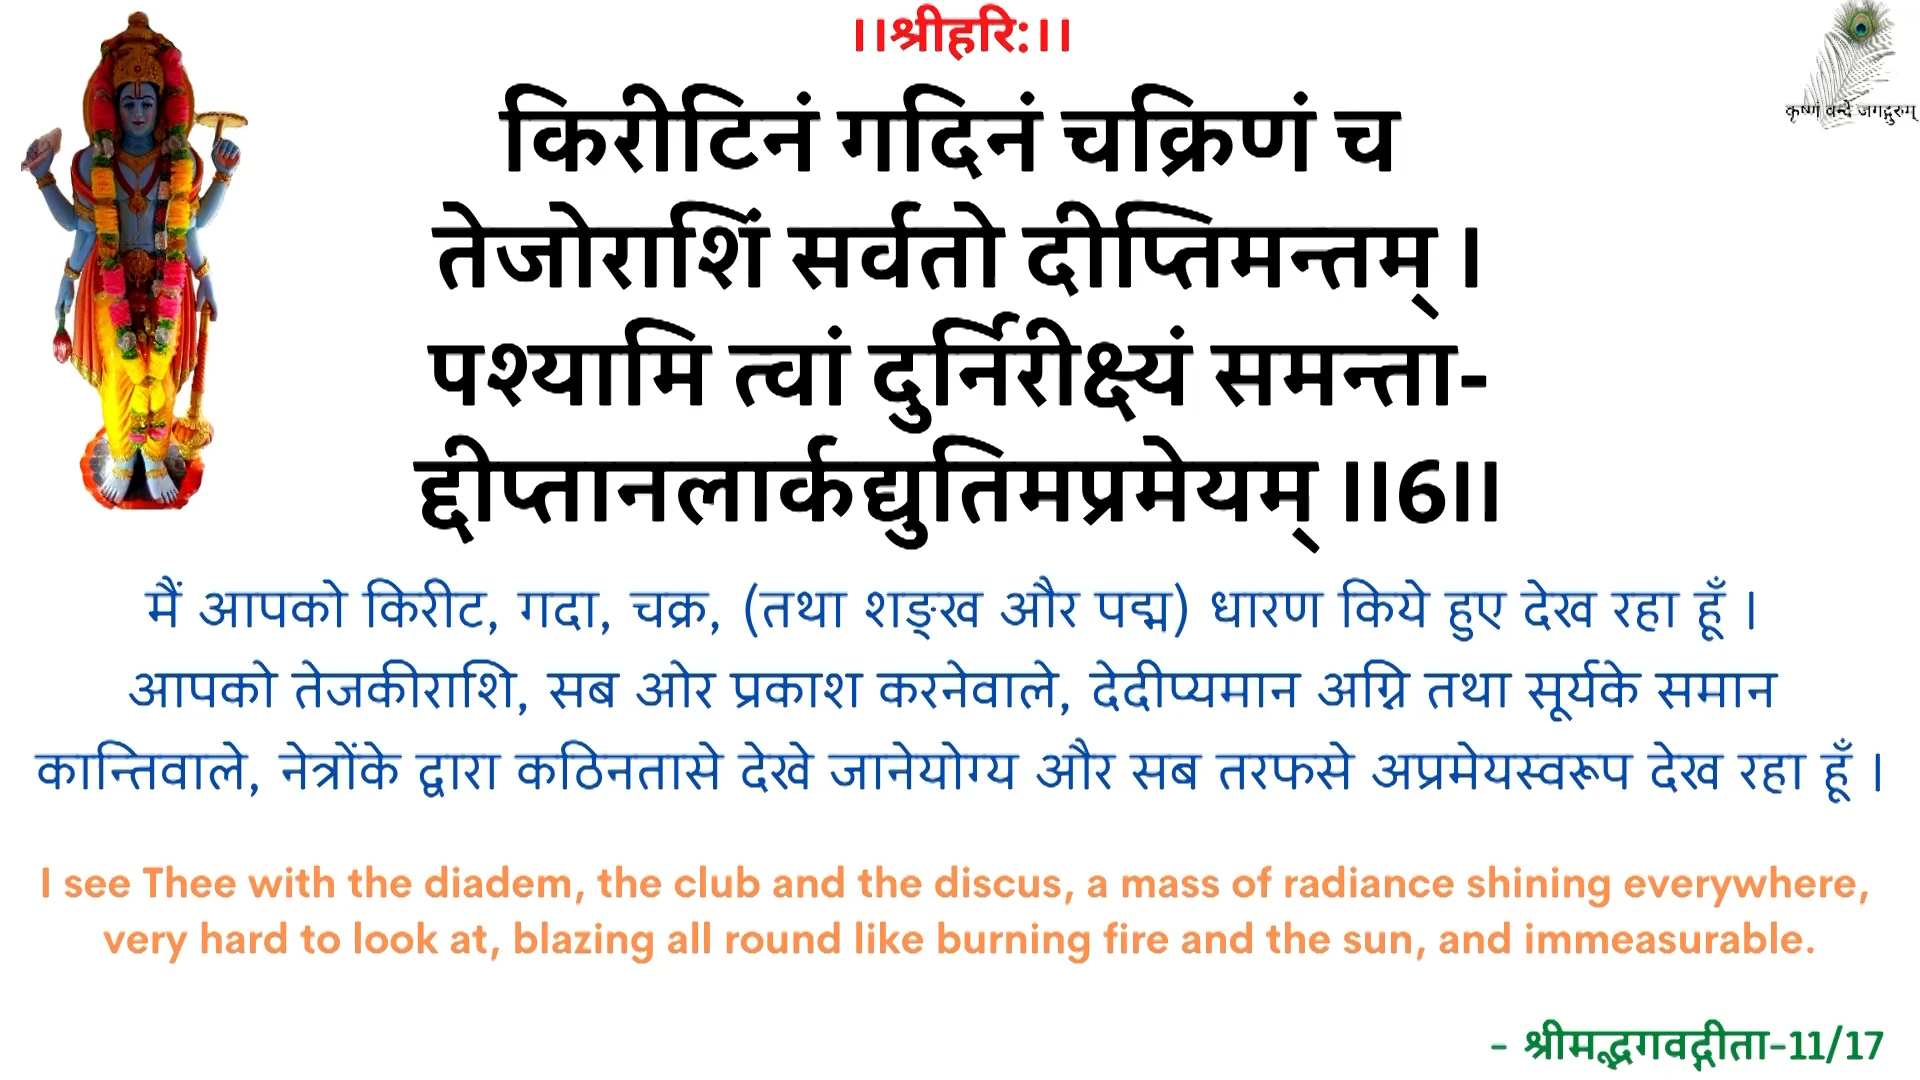 ।।श्रीहरि:।।
कृष्णं वन्दे जगद्गुरुम्
किरीटिनं गदिनं चक्रिणं च
तेजोराशिं सर्वतो दीप्तिमन्तम् ।
पश्यामि त्वां दुर्निरीक्ष्यं समन्ता-
द्दीप्तानलार्कद्युतिमप्रमेयम् ।।6।।
मैं आपको किरीट, गदा, चक्र, (तथा शङ्ख और पद्म) धारण किये हुए देख रहा हूँ ।
आपको तेजकीराशि, सब ओर प्रकाश करनेवाले, देदीप्यमान अग्नि तथा सूर्यके समान
कान्तिवाले, नेत्रोंके द्वारा कठिनतासे देखे जानेयोग्य और सब तरफसे अप्रमेयस्वरूप देख रहा हूँ ।
I see Thee with the diadem, the club and the discus, a mass of radiance shining everywhere,
very hard to look at, blazing all round like burning fire and the sun, and immeasurable.
- श्रीमद्भगवद्गीता-11/17